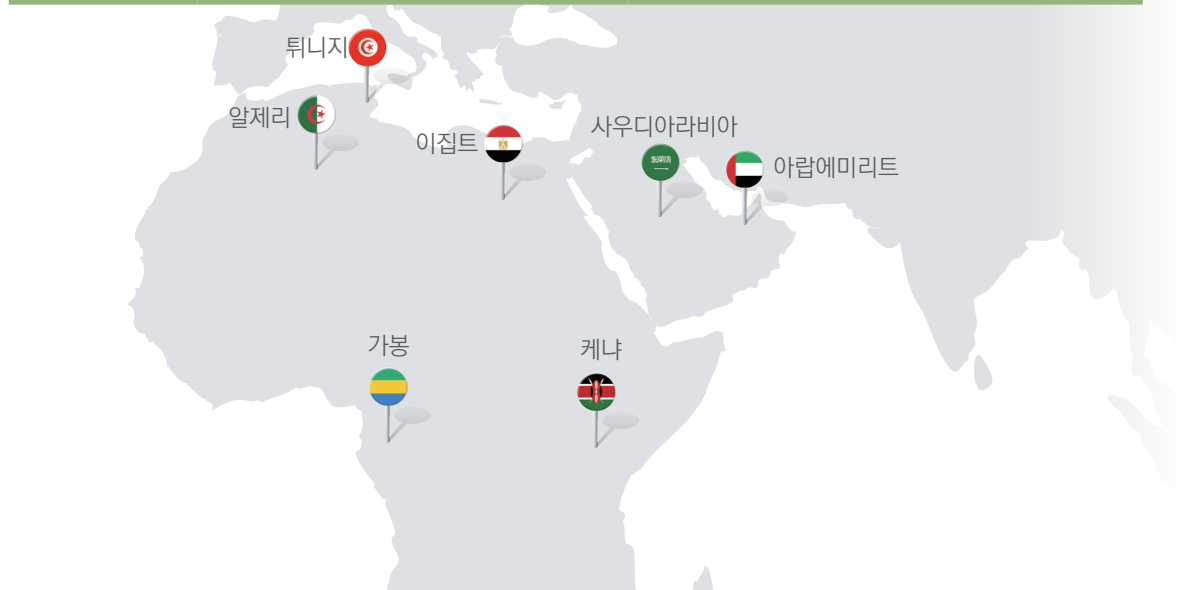 튀니지
알제리
이집트
사우디아라비아
아랍에미리트
가봉
케냐